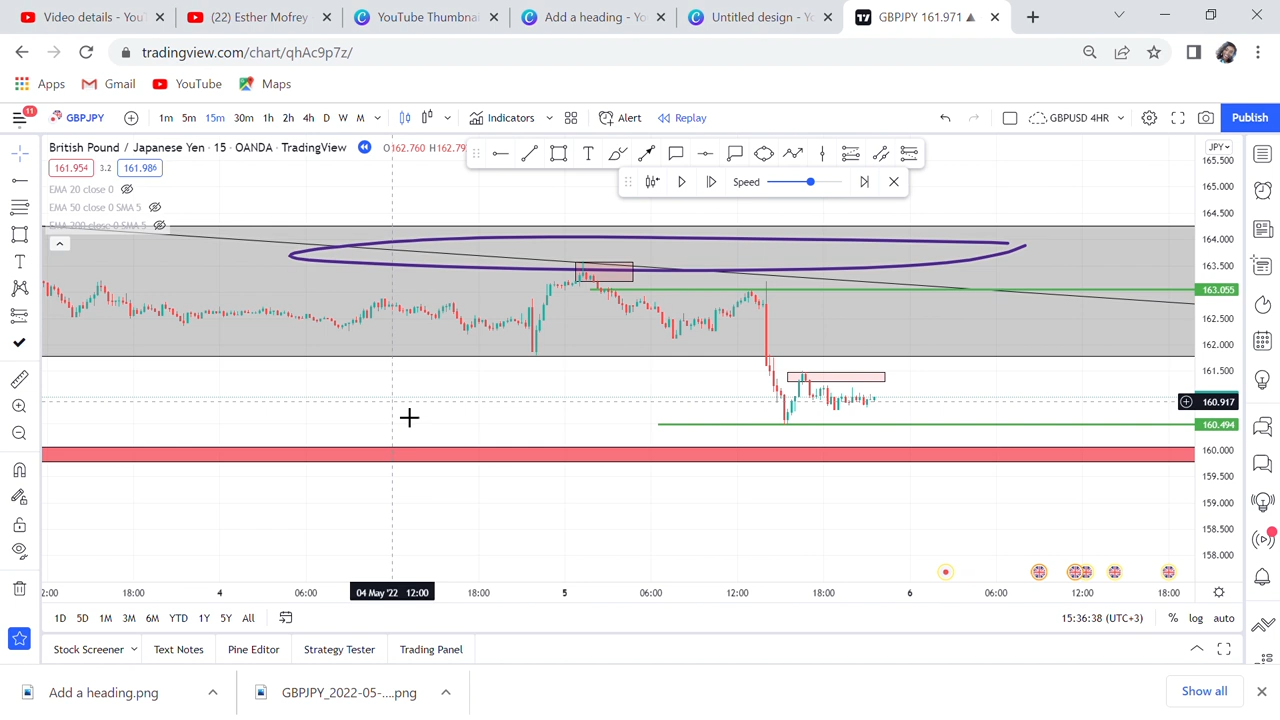 Video details - You
(22) Esther Mofrey
YouTube Thumbnai
Add a heading - Yo
Untitled design - Yo
GBPJPY 161.971 ▲
tradingview.com/chart/qhAc9p7z/
Apps Gmail YouTube Maps
11
GBPJPY 1m 5m 15m 30m 1h 2h 4h D W M Indicators Alert Replay GBPUSD 4HR Publish
British Pound / Japanese Yen · 15 · OANDA · TradingView O162.760 H162.79
JPY
161.954 3.2 161.986
Speed
EMA 20 close 0
EMA 50 close 0 SMA 5
EMA 200 close 0 SMA 5
165.500
165.000
164.500
164.000
163.500
163.055
162.500
162.000
161.500
160.917
160.494
160.000
159.500
159.000
158.500
158.000
2:00 18:00 4 06:00 04 May '22 12:00 18:00 5 06:00 12:00 18:00 6 06:00 12:00 18:00
1D 5D 1M 3M 6M YTD 1Y 5Y All 15:36:38 (UTC+3) % log auto
Stock Screener Text Notes Pine Editor Strategy Tester Trading Panel
Add a heading.png GBPJPY_2022-05-....png Show all